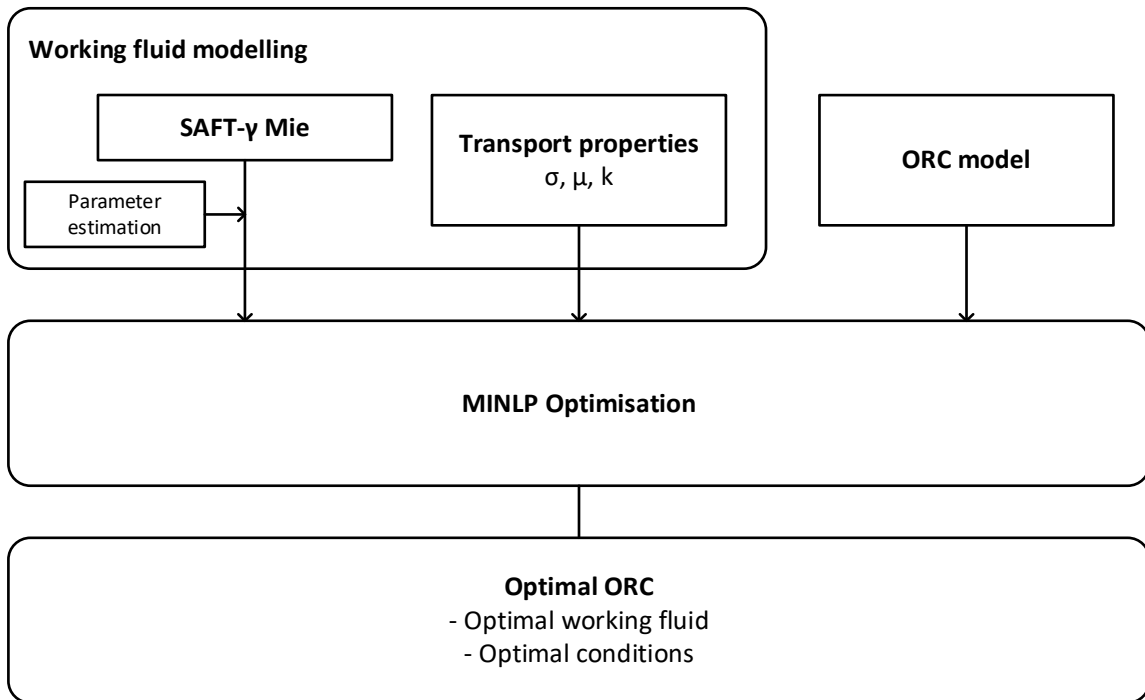 Working fluid modelling
SAFT-γ Mie
Parameter
estimation
Transport properties
σ, μ, k
ORC model
MINLP Optimisation
Optimal ORC
- Optimal working fluid
- Optimal conditions